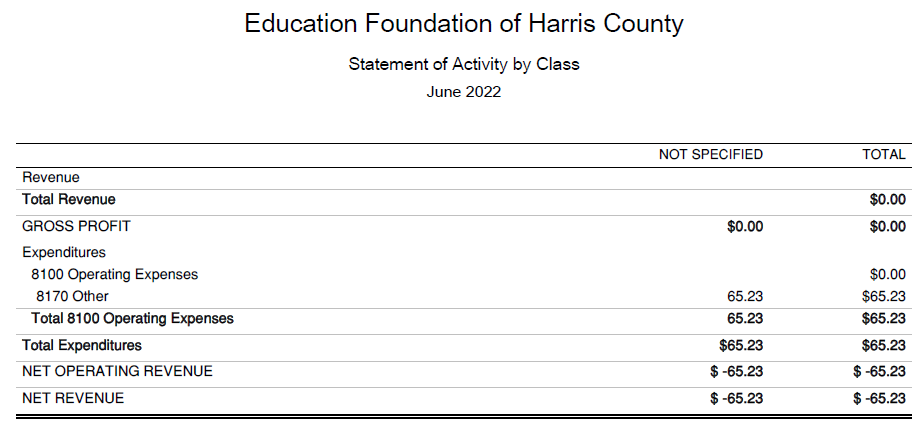 Education Foundation of Harris County
Statement of Activity by Class
June 2022
NOT SPECIFIED TOTAL
Revenue
Total Revenue $0.00
GROSS PROFIT $0.00 $0.00
Expenditures
8100 Operating Expenses $0.00
8170 Other 65.23 $65.23
Total 8100 Operating Expenses 65.23 $65.23
Total Expenditures $65.23 $65.23
NET OPERATING REVENUE $ -65.23 $ -65.23
NET REVENUE $ -65.23 $ -65.23